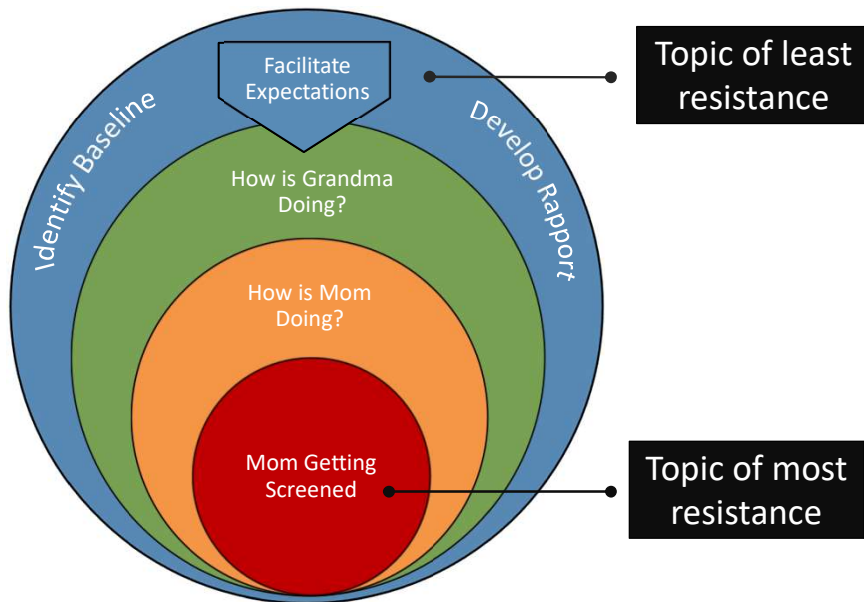 Facilitate
Expectations
Identify Baseline
Develop Rapport
Topic of least
resistance
How is Grandma
Doing?
How is Mom
Doing?
Mom Getting
Screened
Topic of most
resistance